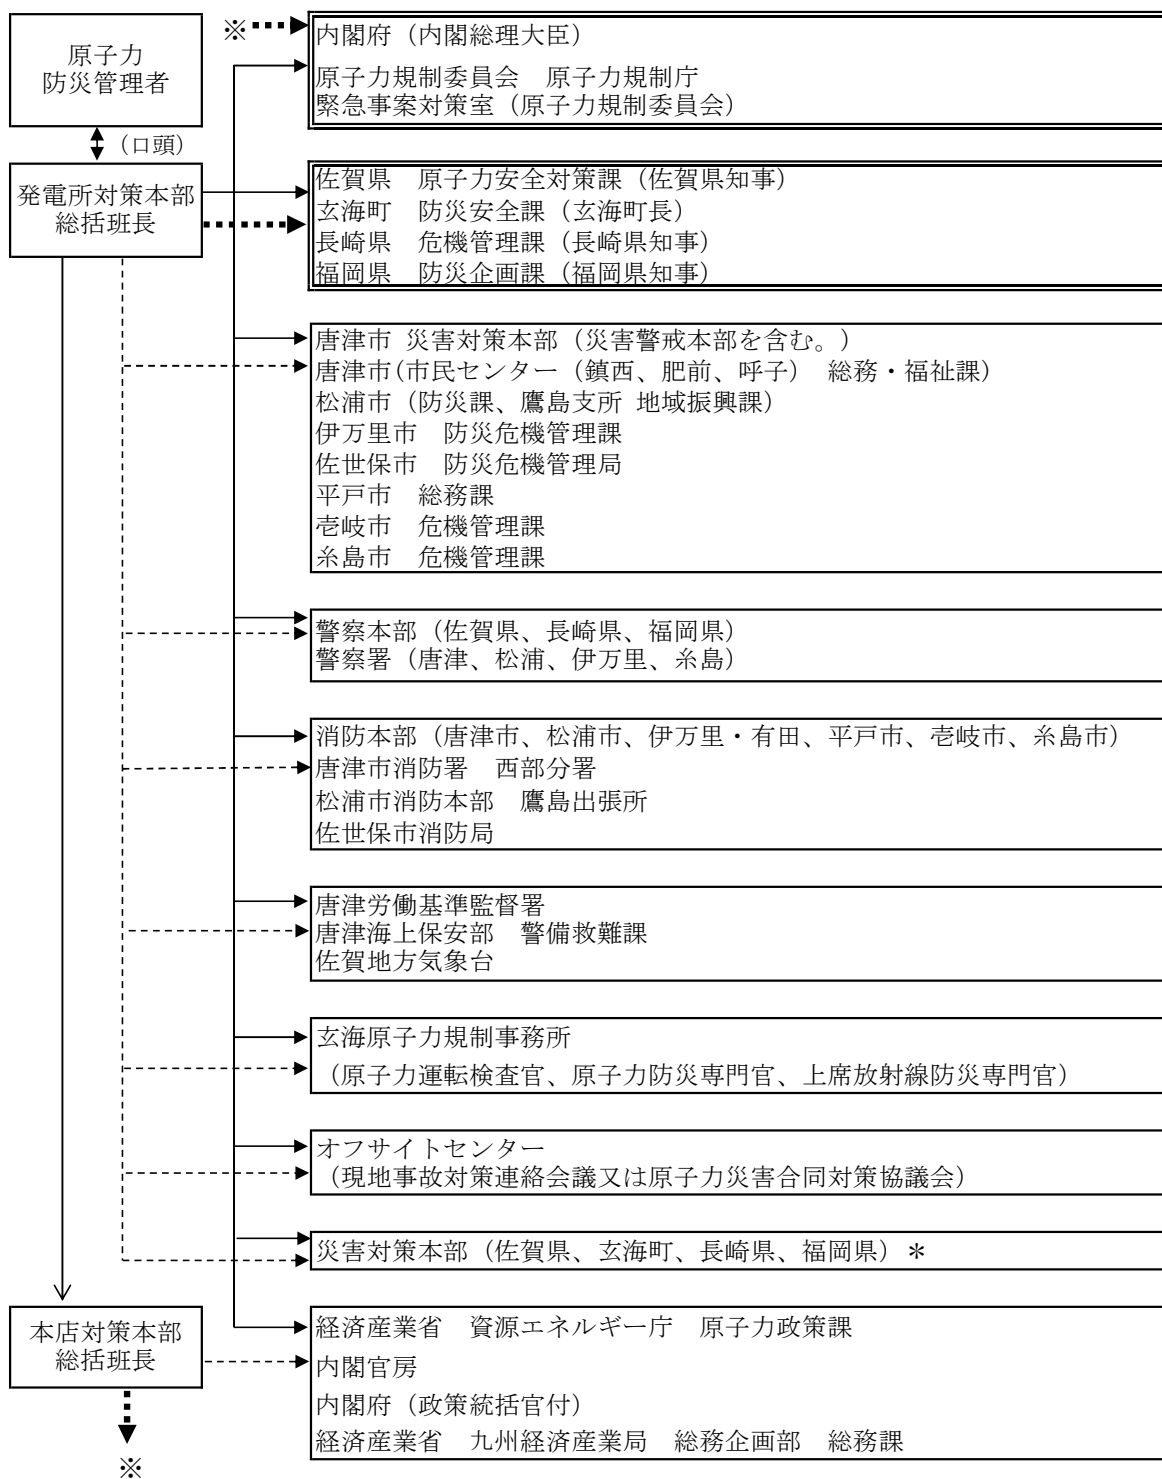 原子力
防災管理者
(口頭)
発電所対策本部
総括班長
本店対策本部
総括班長
※
※
内閣府（内閣総理大臣）
原子力規制委員会　原子力規制庁
緊急事案対策室（原子力規制委員会）
佐賀県　原子力安全対策課（佐賀県知事）
玄海町　防災安全課（玄海町長）
長崎県　危機管理課（長崎県知事）
福岡県　防災企画課（福岡県知事）
唐津市 災害対策本部（災害警戒本部を含む。）
唐津市(市民センター（鎮西、肥前、呼子） 総務・福祉課）
松浦市（防災課、鷹島支所 地域振興課）
伊万里市　防災危機管理課
佐世保市　防災危機管理局
平戸市　総務課
壱岐市　危機管理課
糸島市　危機管理課
警察本部（佐賀県、長崎県、福岡県）
警察署（唐津、松浦、伊万里、糸島）
消防本部（唐津市、松浦市、伊万里・有田、平戸市、壱岐市、糸島市）
唐津市消防署　西部分署
松浦市消防本部　鷹島出張所
佐世保市消防局
唐津労働基準監督署
唐津海上保安部　警備救難課
佐賀地方気象台
玄海原子力規制事務所
（原子力運転検査官、原子力防災専門官、上席放射線防災専門官）
オフサイトセンター
（現地事故対策連絡会議又は原子力災害合同対策協議会）
災害対策本部（佐賀県、玄海町、長崎県、福岡県）＊
経済産業省　資源エネルギー庁　原子力政策課
内閣官房
内閣府（政策統括官付）
経済産業省　九州経済産業局　総務企画部　総務課